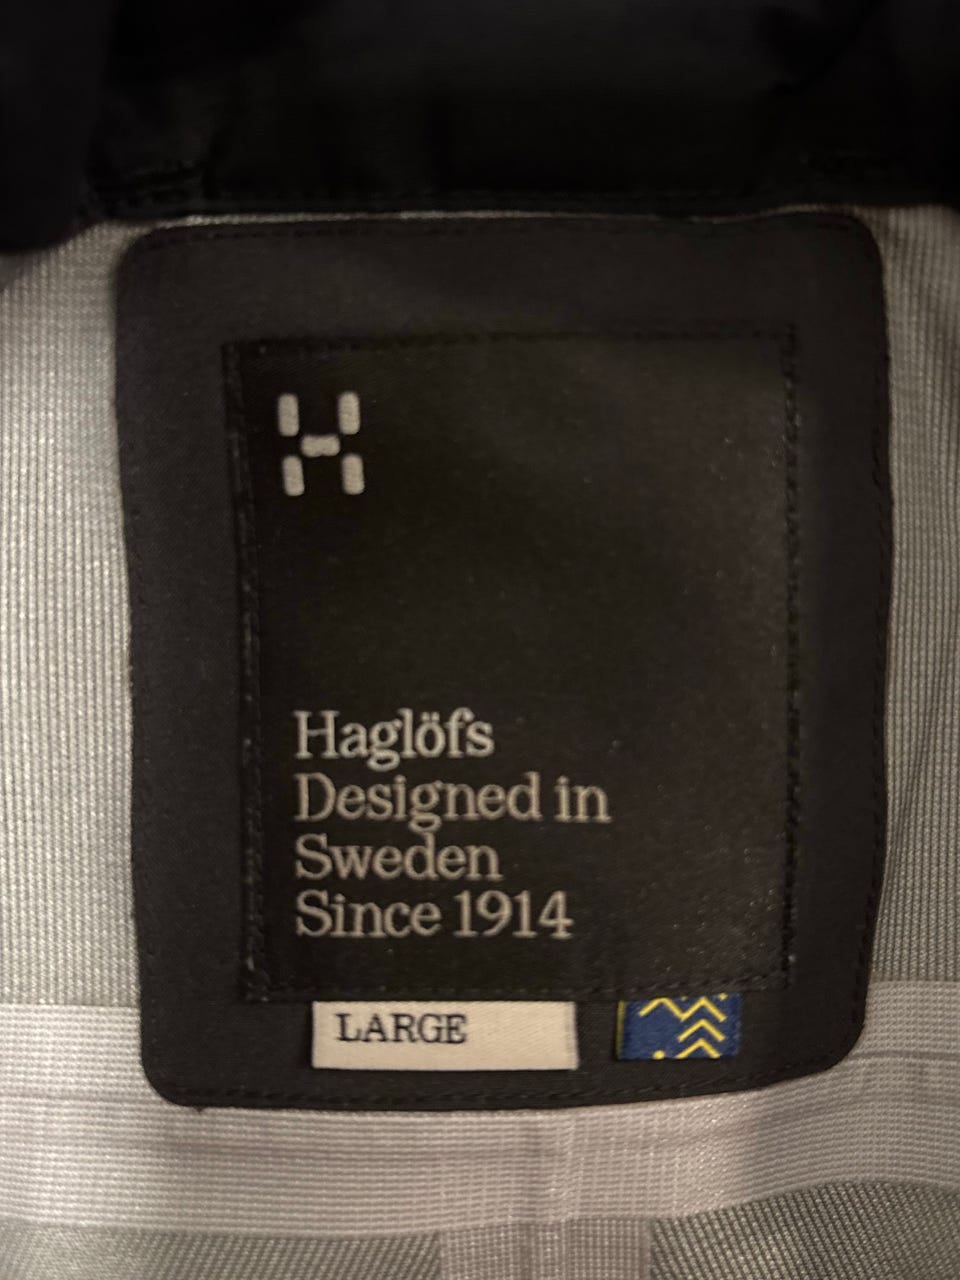 Haglöfs
Designed in
Sweden
Since 1914
LARGE